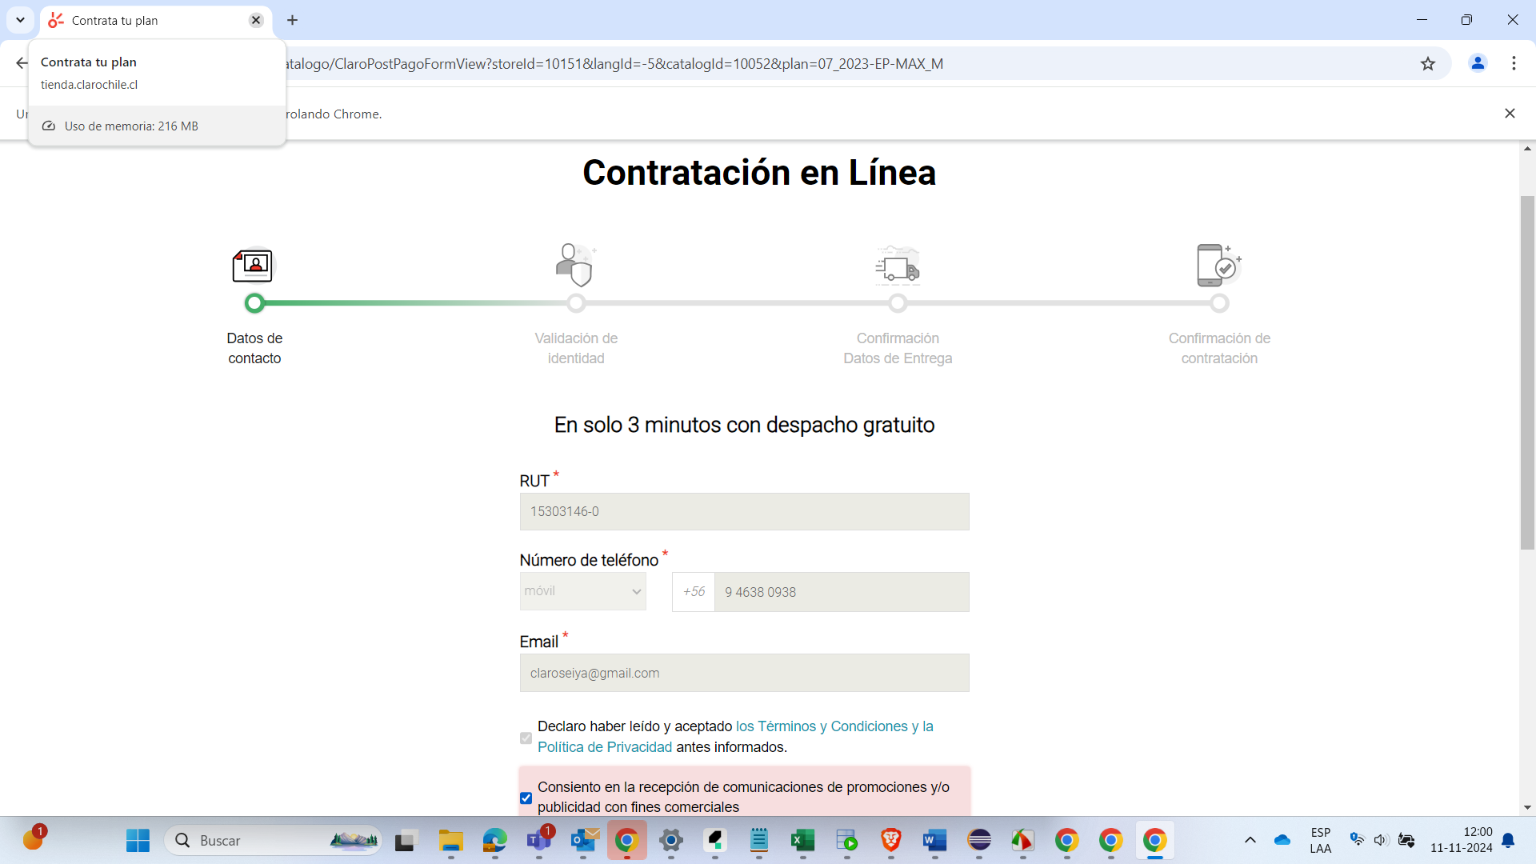 Contrata tu plan
Contrata tu plan
tienda.clarochile.cl
Uso de memoria: 216 MB
atalogo/ClaroPostPagoFormView?storeId=10151&langId=-5&catalogId=10052&plan=07_2023-EP-MAX_M
rolando Chrome.
Contratación en Línea
Datos de
contacto
Validación de
identidad
Confirmación
Datos de Entrega
Confirmación de
contratación
En solo 3 minutos con despacho gratuito
RUT *
15303146-0
Número de teléfono *
móvil
+56
9 4638 0938
Email *
claroseiya@gmail.com
Declaro haber leído y aceptado los Términos y Condiciones y la
Política de Privacidad antes informados.
Consiento en la recepción de comunicaciones de promociones y/o
publicidad con fines comerciales
1
Buscar
1
ESP
LAA
12:00
11-11-2024